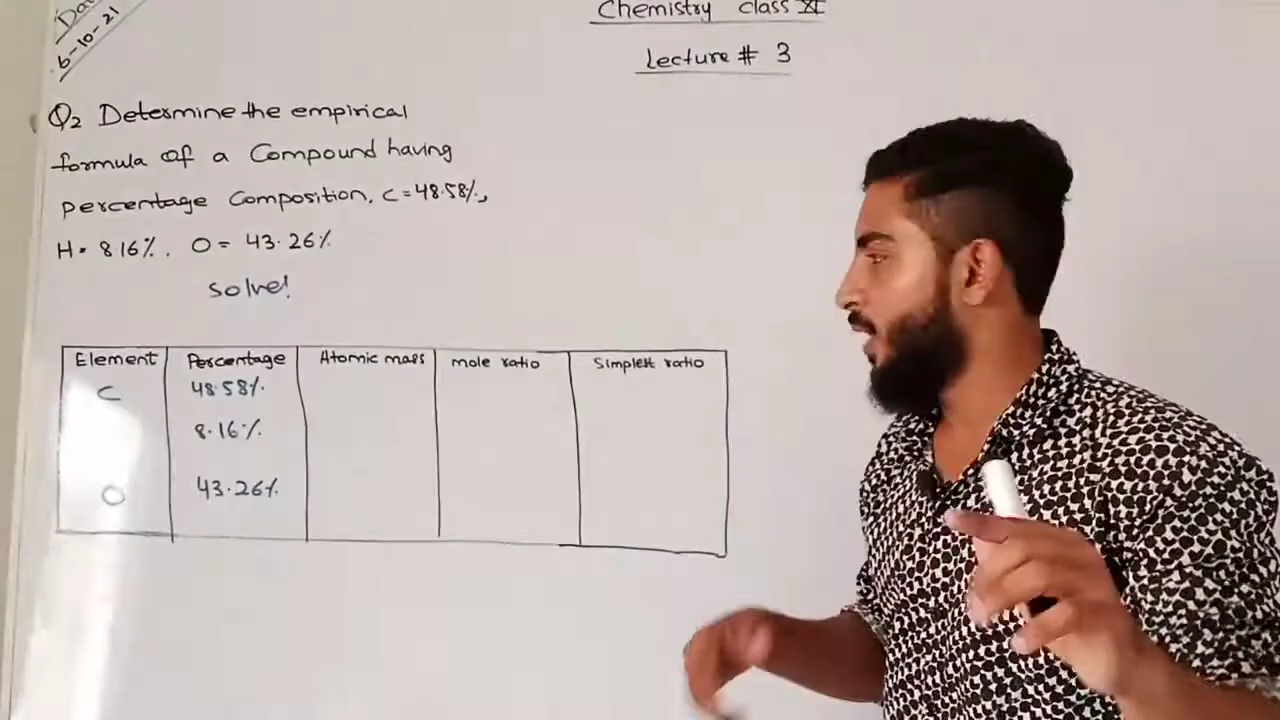 6-10-21
Chemistry class XI
Lecture # 3
Q2 Determine the empirical
formula of a Compound having
percentage Composition, C = 48.58%,
H = 8.16%, O = 43.26%
Solve!
Element Percentage Atomic mass mole ratio Simplest ratio
C 48.58%
8.16%
O 43.26%